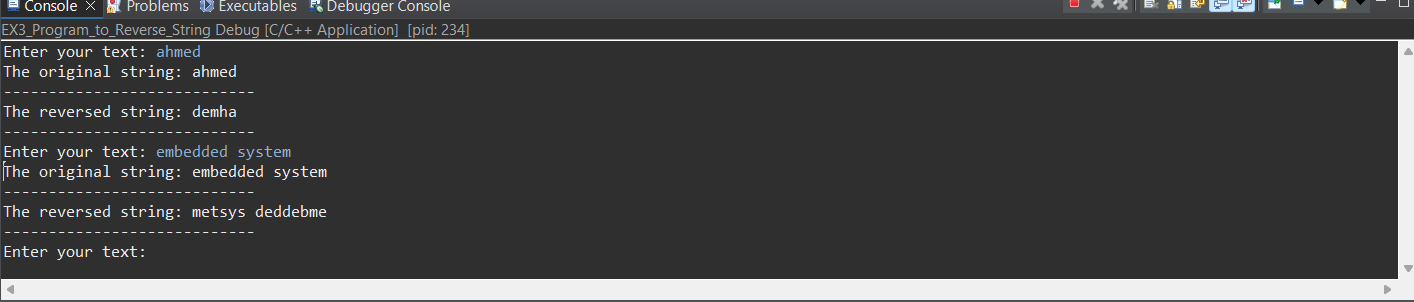 Console Problems Executables Debugger Console
EX3_Program_to_Reverse_String Debug [C/C++ Application] [pid: 234]
Enter your text: ahmed
The original string: ahmed
----------------------------
The reversed string: demha
----------------------------
Enter your text: embedded system
The original string: embedded system
----------------------------
The reversed string: metsys deddebme
----------------------------
Enter your text: